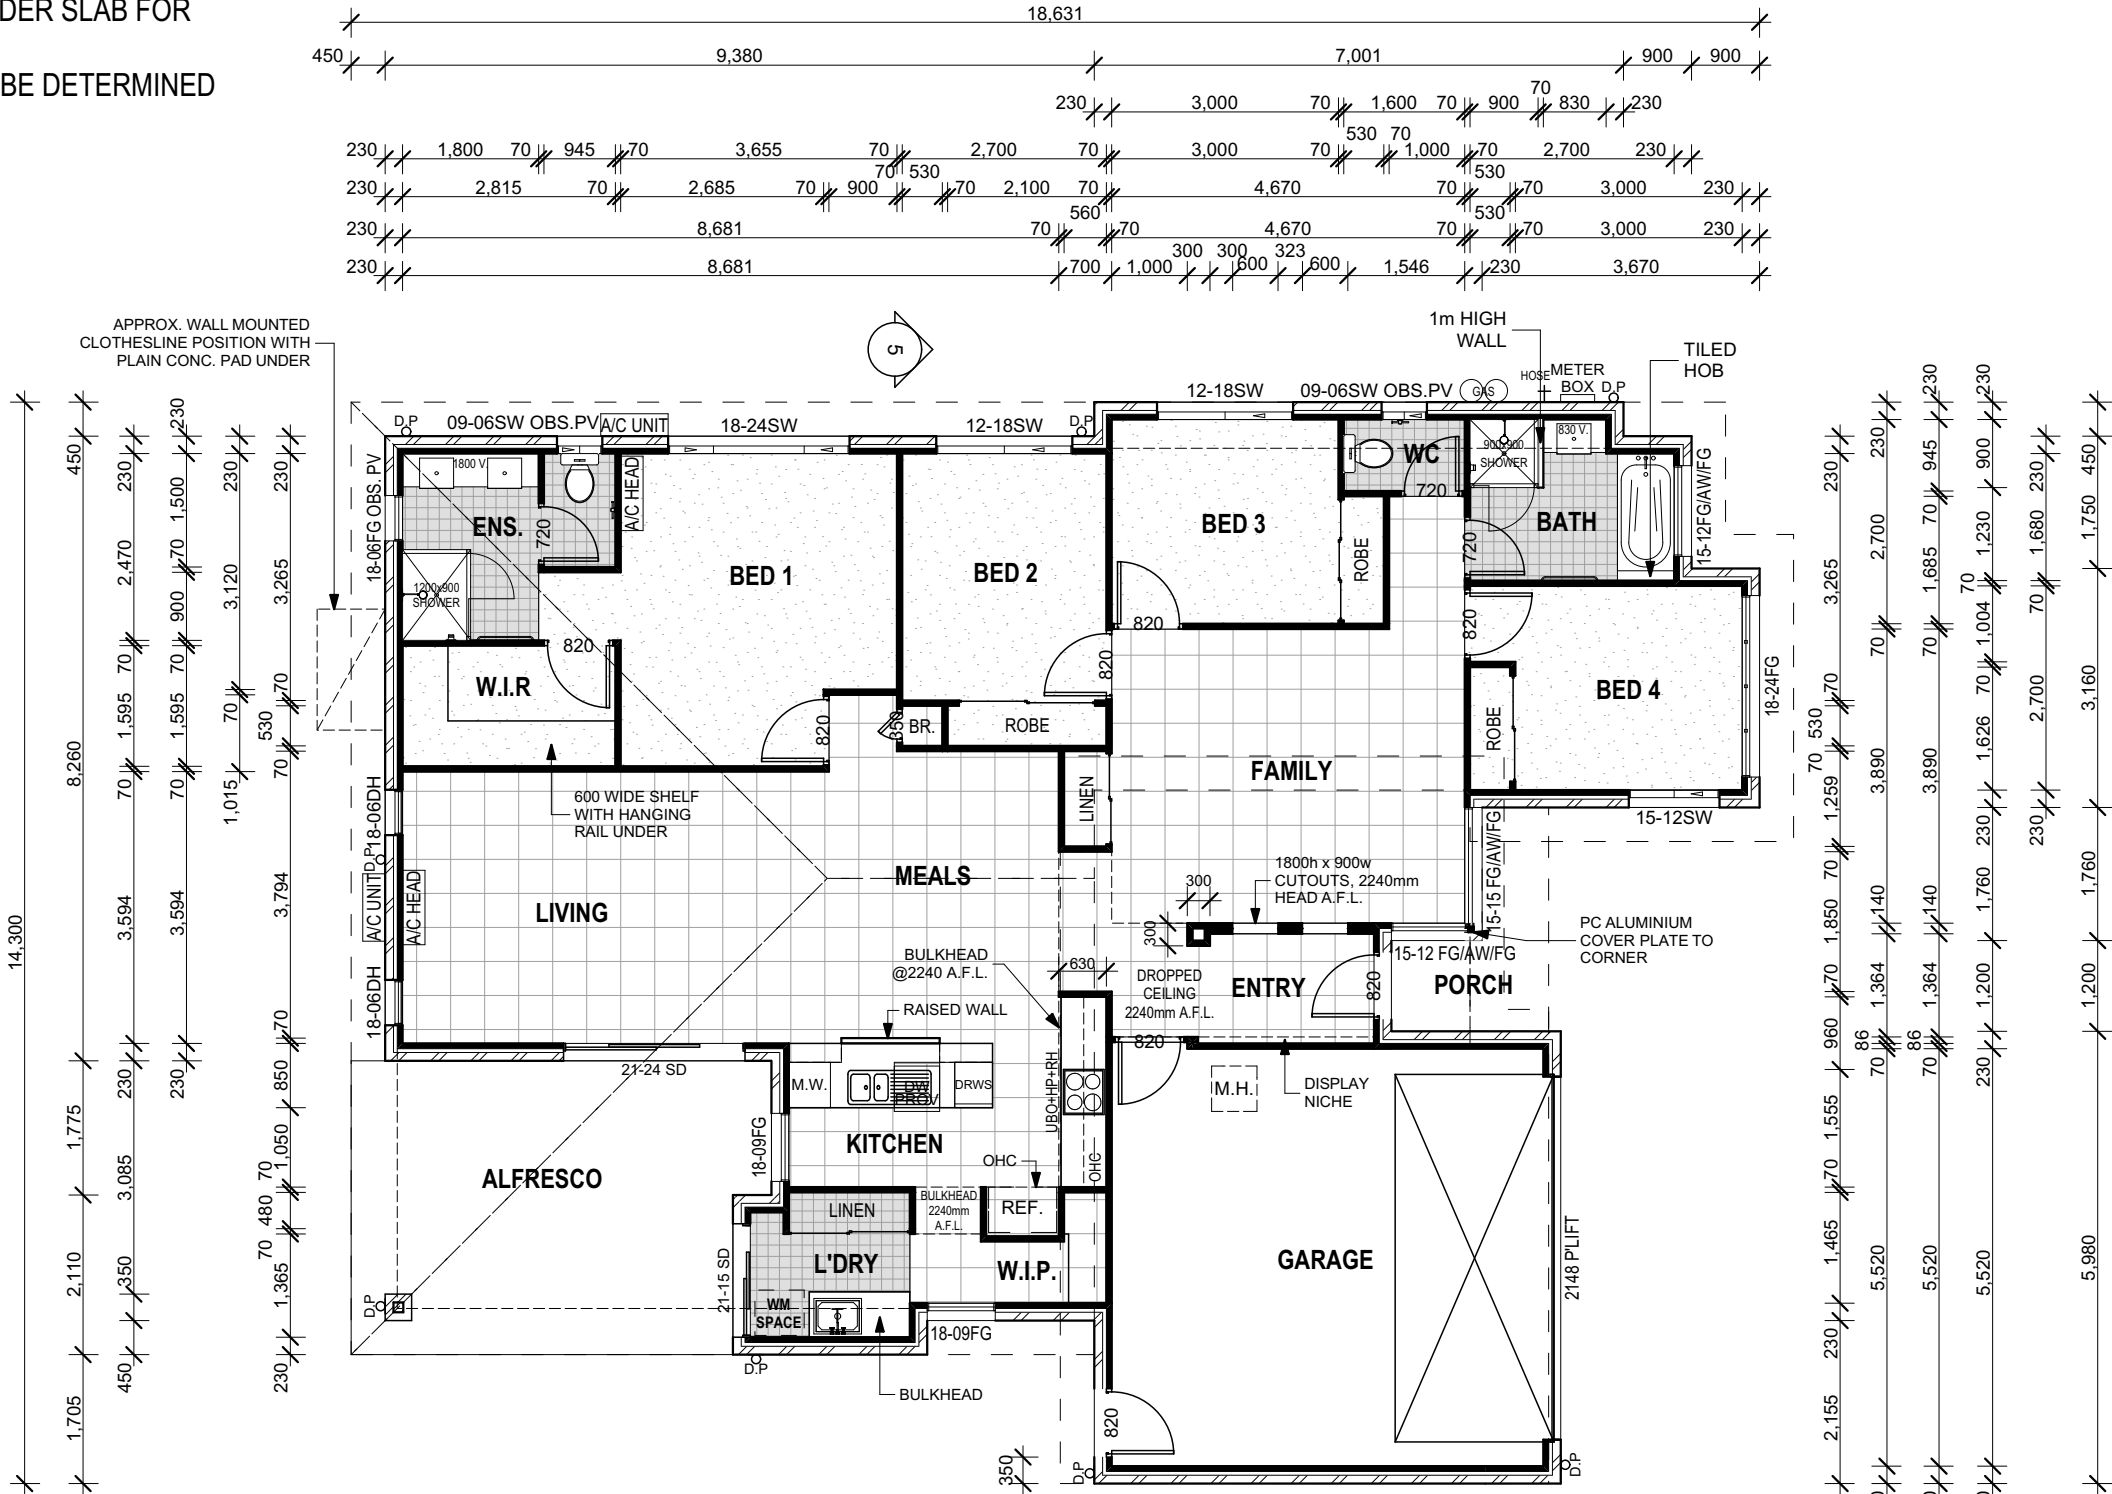 DER SLAB FOR
BE DETERMINED
18,631
450 9,380 7,001 900 900
70
230 3,000 70 1,600 70 900 830 230
530 70
230 1,800 70 945 70 3,655 70 2,700 70 3,000 70 1,000 70 2,700 230
70 530 530
230 2,815 70 2,685 70 900 70 2,100 70 4,670 70 70 3,000 230
560 530
230 8,681 70 70 4,670 70 70 3,000 230
300 300 323
230 8,681 700 1,000 600 600 1,546 230 3,670
APPROX. WALL MOUNTED
CLOTHESLINE POSITION WITH
PLAIN CONC. PAD UNDER
5
1m HIGH
WALL
TILED
HOB
HOSE
METER
BOX
D.P
GAS
12-18SW
09-06SW OBS.PV
D.P
09-06SW OBS.PV
A/C UNIT
18-24SW
12-18SW
D.P
18-06FG OBS. PV
1800 V.
ENS.
720
1200x900
SHOWER
A/C HEAD
BED 1
BED 2
BED 3
ROBE
WC
720
900x900
SHOWER
830 V.
BATH
720
15-12FG/AW/FG
820
W.I.R
820
350
BR.
ROBE
820
820
820
BED 4
ROBE
18-24FG
15-12SW
600 WIDE SHELF
WITH HANGING
RAIL UNDER
LINEN
FAMILY
18-06DH
D.P
A/C UNIT
A/C HEAD
18-06DH
LIVING
MEALS
1800h x 900w
CUTOUTS, 2240mm
HEAD A.F.L.
300
300
15-15 FG/AW/FG
15-12 FG/AW/FG
PC ALUMINIUM
COVER PLATE TO
CORNER
BULKHEAD
@2240 A.F.L.
630
DROPPED
CEILING
2240mm A.F.L.
ENTRY
820
PORCH
RAISED WALL
820
21-24 SD
M.W.
DW
PROV
DRWS
UBO+HP+RH
M.H.
DISPLAY
NICHE
18-09FG
KITCHEN
OHC
OHC
ALFRESCO
LINEN
BULKHEAD
2240mm
A.F.L.
REF.
L'DRY
W.I.P.
GARAGE
2148 P'LIFT
21-15 SD
WM
SPACE
18-09FG
D.P
D.P
BULKHEAD
820
350
D.P
D.P
14,300
450
8,260
1,775
2,110
1,705
230
2,470
70
1,595
70
3,594
230
3,085
350
450
230
1,500
70
900
70
1,595
70
3,594
230
230
3,120
70
1,015
230
3,265
70
530
70
3,794
70
850
1,050
70
480
70
1,365
230
230
3,265
70
530
70
1,259
70
1,850
70
960
1,555
70
1,465
230
2,155
230
2,700
70
3,890
140
1,364
86
70
5,520
230
945
70
1,685
70
3,890
140
1,364
86
70
5,520
230
900
1,230
70
1,004
70
1,626
230
1,760
1,200
230
5,520
230
1,680
70
2,700
230
450
1,750
3,160
1,760
1,200
5,980